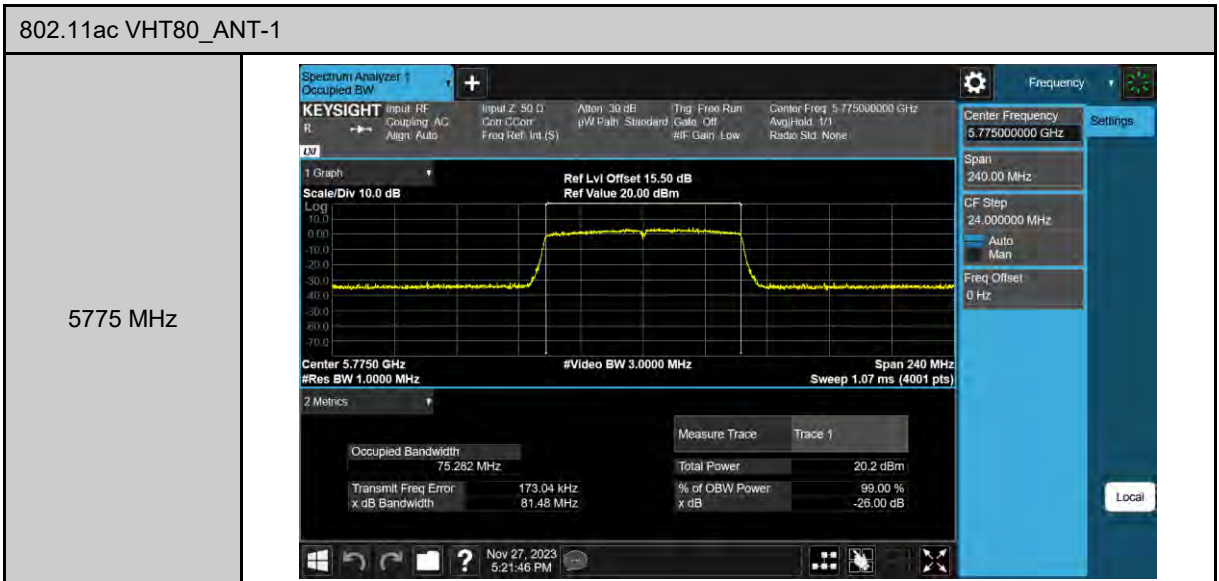 802.11ac VHT80_ANT-1
5775 MHz
Spectrum Analyzer 1
Occupied BW
KEYSIGHT
R
LXI
Input: RF
Coupling: AC
Align: Auto
Input Z: 50 Ω
Corr CCorr
Freq Ref: Int (S)
Atten: 30 dB
µW Path: Standard
Trig: Free Run
Gate: Off
#IF Gain: Low
Center Freq: 5.775000000 GHz
Avg|Hold: 1/1
Radio Std: None
1 Graph
Scale/Div 10.0 dB
Ref Lvl Offset 15.50 dB
Ref Value 20.00 dBm
Log
10.0
0.00
-10.0
-20.0
-30.0
-40.0
-50.0
-60.0
-70.0
Center 5.7750 GHz
#Video BW 3.0000 MHz
Span 240 MHz
#Res BW 1.0000 MHz
Sweep 1.07 ms (4001 pts)
2 Metrics
Measure Trace Trace 1
Occupied Bandwidth
75.282 MHz
Total Power 20.2 dBm
Transmit Freq Error 173.04 kHz
% of OBW Power 99.00 %
x dB Bandwidth 81.48 MHz
x dB -26.00 dB
Frequency
Settings
Center Frequency
5.775000000 GHz
Span
240.00 MHz
CF Step
24.000000 MHz
Auto
Man
Freq Offset
0 Hz
Local
Nov 27, 2023
5:21:46 PM